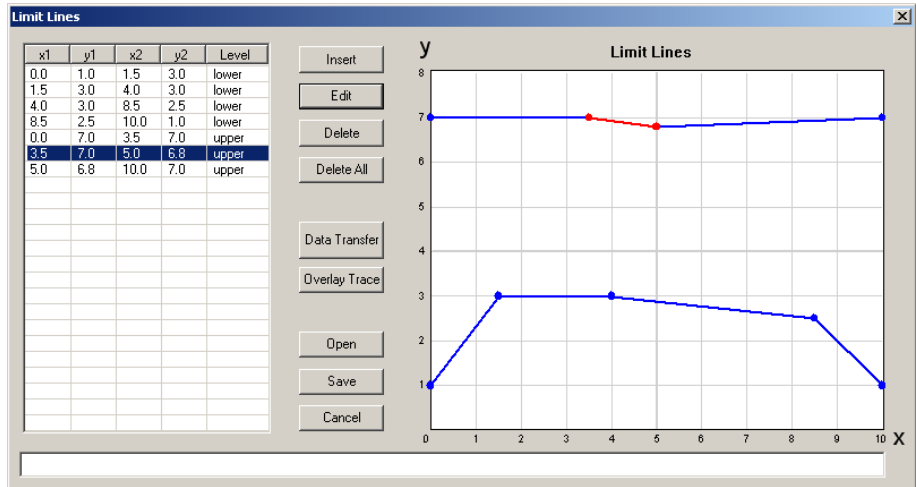 Limit Lines
x1 y1 x2 y2 Level
0.0 1.0 1.5 3.0 lower
1.5 3.0 4.0 3.0 lower
4.0 3.0 8.5 2.5 lower
8.5 2.5 10.0 1.0 lower
0.0 7.0 3.5 7.0 upper
3.5 7.0 5.0 6.8 upper
5.0 6.8 10.0 7.0 upper
Insert
Edit
Delete
Delete All
Data Transfer
Overlay Trace
Open
Save
Cancel
y
Limit Lines
8
7
6
5
4
3
2
1
0 1 2 3 4 5 6 7 8 9 10 X